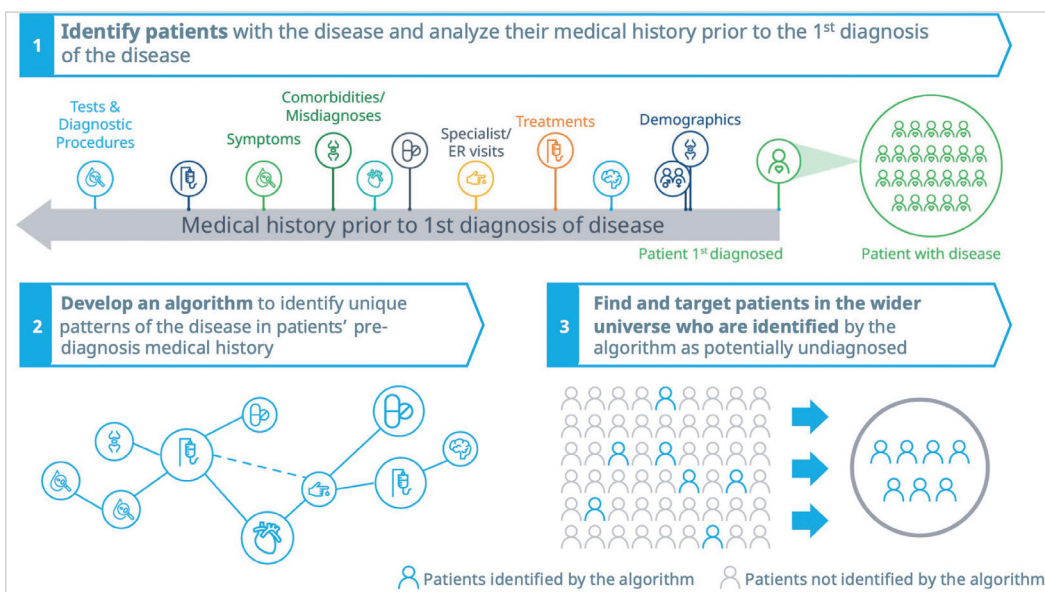 1
Identify patients with the disease and analyze their medical history prior to the 1st diagnosis
of the disease
Tests &
Diagnostic
Procedures
Symptoms
Comorbidities/
Misdiagnoses
Specialist/
ER visits
Treatments
Demographics
Medical history prior to 1st diagnosis of disease
Patient 1st diagnosed
Patient with disease
2
Develop an algorithm to identify unique
patterns of the disease in patients’ pre-
diagnosis medical history
3
Find and target patients in the wider
universe who are identified by the
algorithm as potentially undiagnosed
Patients identified by the algorithm
Patients not identified by the algorithm